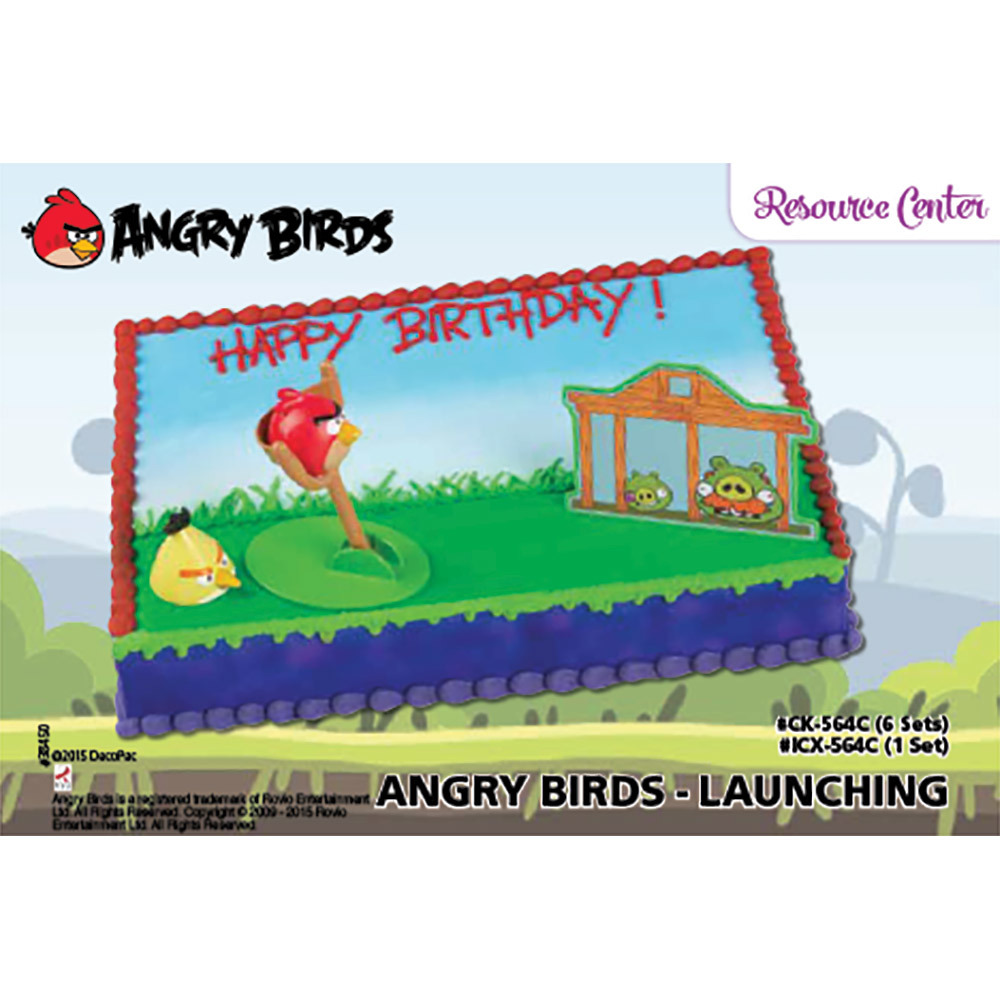 ANGRY BIRDS
Resource Center
HAPPY BIRTHDAY!
#CK-564C (6 Sets)
#ICX-564C (1 Set)
ANGRY BIRDS - LAUNCHING
#38450
©2015 DecoPac
Angry Birds is a registered trademark of Rovio Entertainment
Ltd. All Rights Reserved. Copyright © 2009 - 2015 Rovio
Entertainment Ltd. All Rights Reserved.